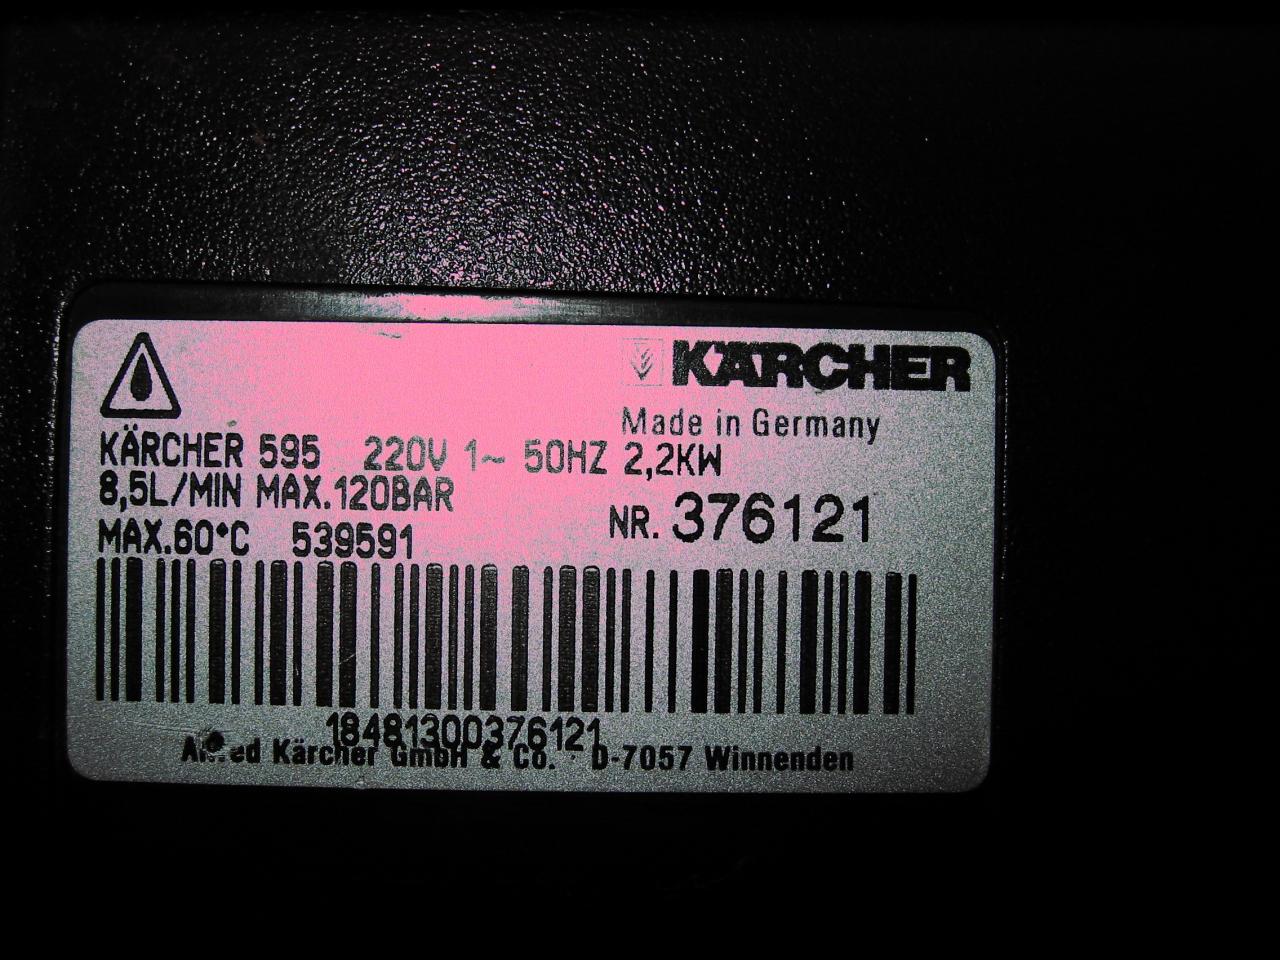 KÄRCHER
Made in Germany
KÄRCHER 595 220V 1~ 50HZ 2,2KW
8,5L/MIN MAX.120BAR
NR. 376121
MAX.60°C 539591
18481300376121
Alfred Kärcher GmbH & Co. · D-7057 Winnenden